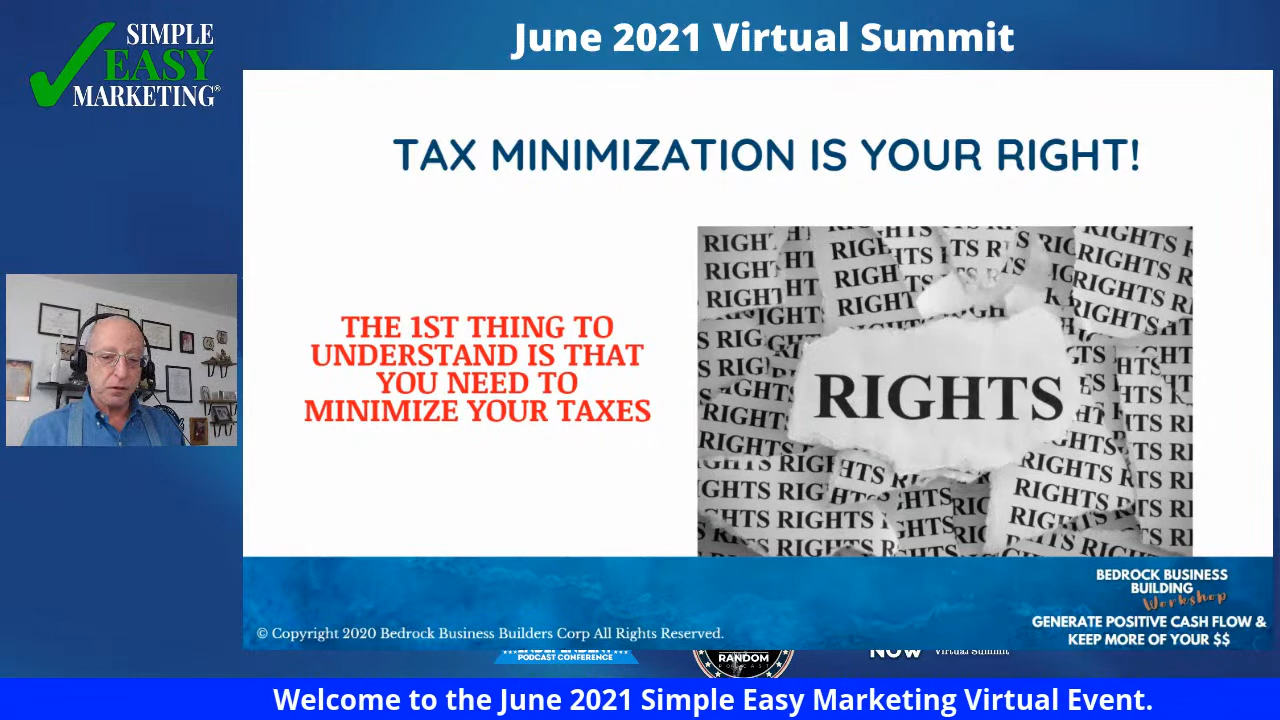 SIMPLE
EASY
MARKETING®
June 2021 Virtual Summit
TAX MINIMIZATION IS YOUR RIGHT!
THE 1ST THING TO
UNDERSTAND IS THAT
YOU NEED TO
MINIMIZE YOUR TAXES
RIGHTS
BEDROCK BUSINESS
BUILDING
Workshop
GENERATE POSITIVE CASH FLOW &
KEEP MORE OF YOUR $$
© Copyright 2020 Bedrock Business Builders Corp All Rights Reserved.
INDEPENDENT
PODCAST CONFERENCE
RANDOM
PODCAST
NOW
Virtual Summit
Welcome to the June 2021 Simple Easy Marketing Virtual Event.